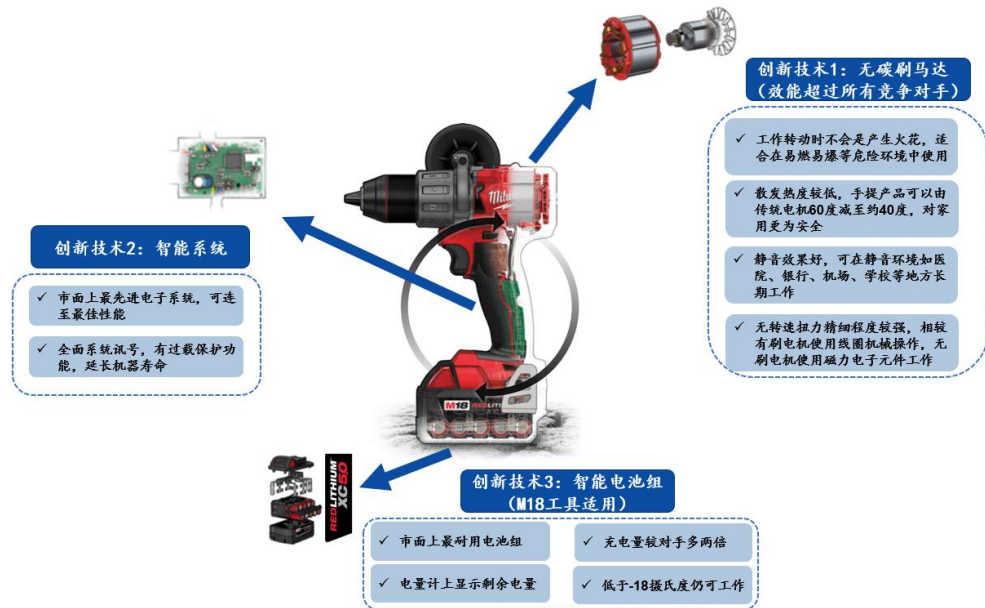 创新技术1：无碳刷马达
（效能超过所有竞争对手）
✓ 工作转动时不会是产生火花，适
合在易燃易爆等危险环境中使用
✓ 散发热度较低，手提产品可以由
传统电机60度减至约40度，对家
用更为安全
✓ 静音效果好，可在静音环境如医
院、银行、机场、学校等地方长
期工作
✓ 无转速扭力精细程度较强，相较
有刷电机使用线圈机械操作，无
刷电机使用磁力电子元件工作
创新技术2：智能系统
✓ 市面上最先进电子系统，可达
至最佳性能
✓ 全面系统讯号，有过载保护功
能，延长机器寿命
M18
REDLITHIUM
XC5.0
创新技术3：智能电池组
（M18工具适用）
✓ 市面上最耐用电池组
✓ 充电量较对手多两倍
✓ 电量计上显示剩余电量
✓ 低于-18摄氏度仍可工作